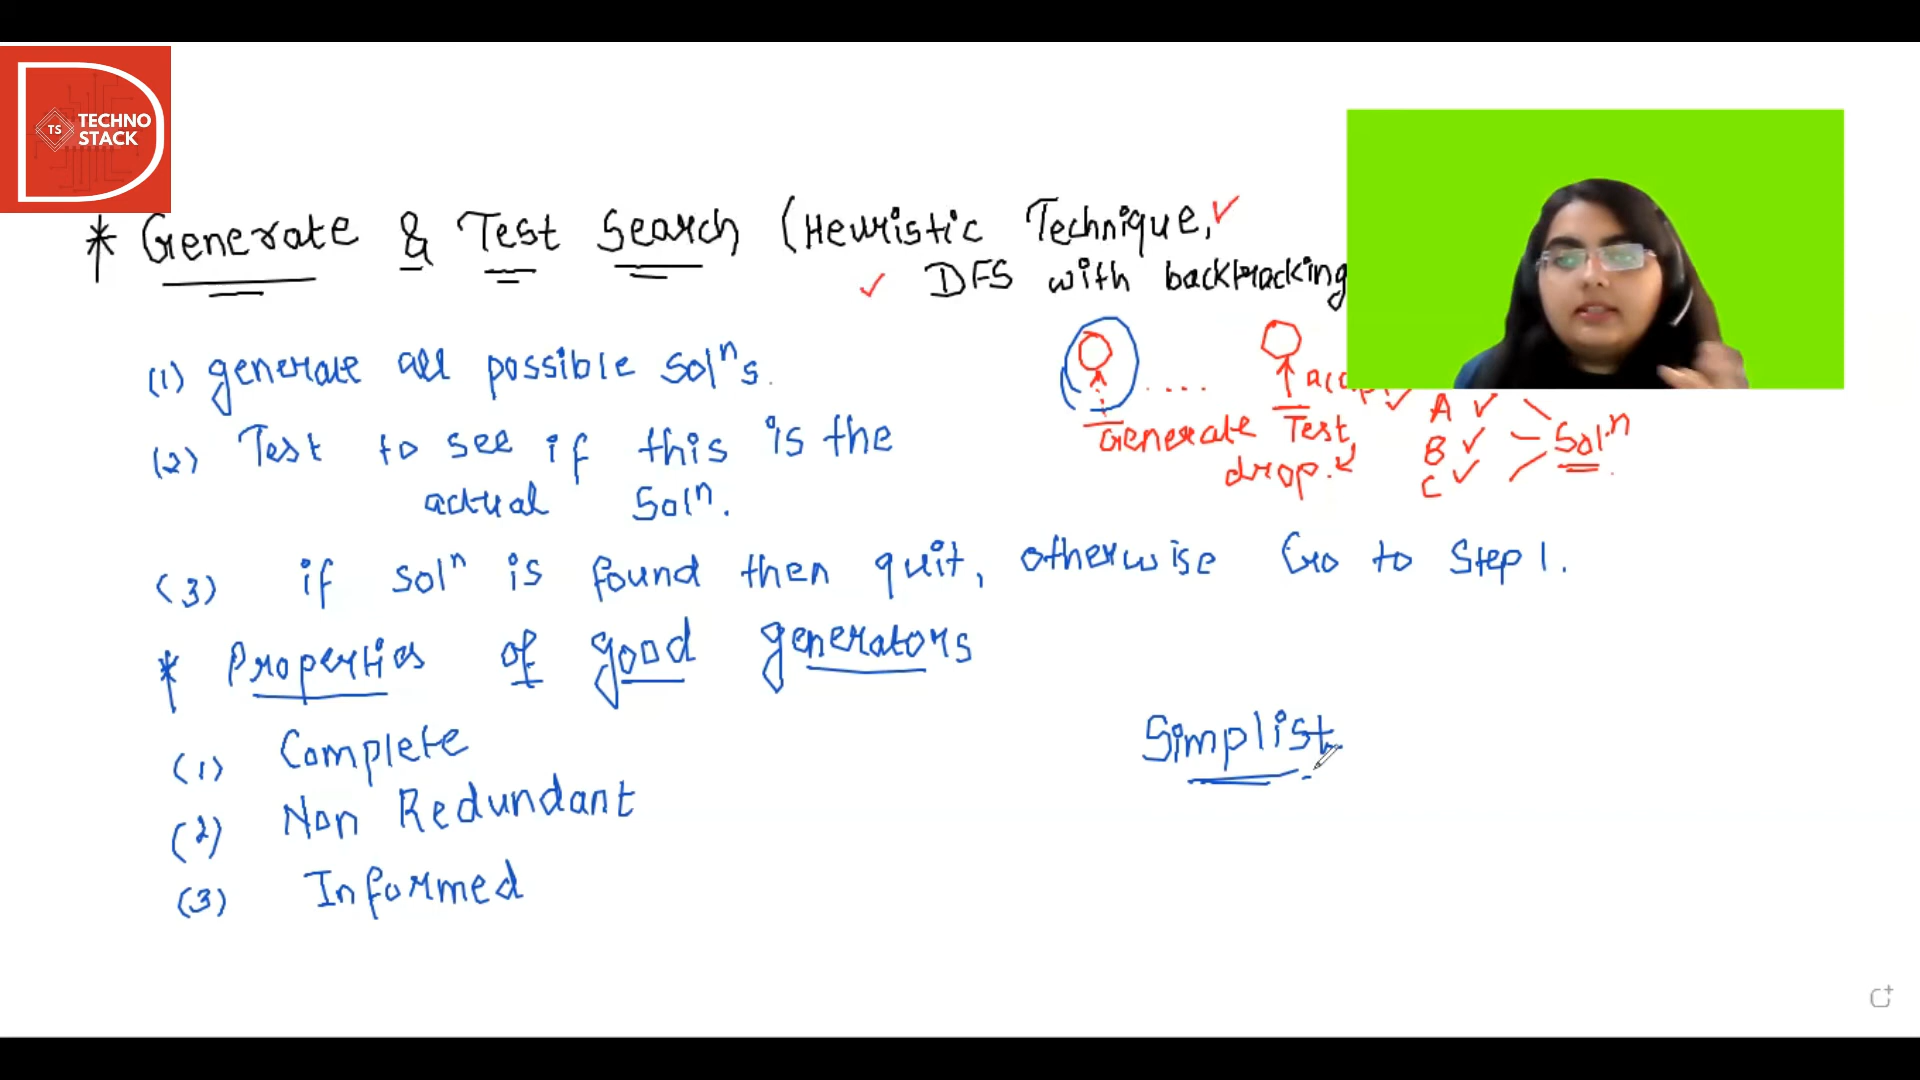 TS TECHNO
STACK
* Generate & Test Search (Heuristic Technique,
DFS with backtracking
(1) generate all possible solⁿs.
(2) Test to see if this is the
actual Solⁿ.
Generate Test,
drop.
A
B
C
Solⁿ
(3) if solⁿ is found then quit, otherwise Go to Step 1.
* Properties of good generators
(1) Complete
(2) Non Redundant
(3) Informed
Simplist